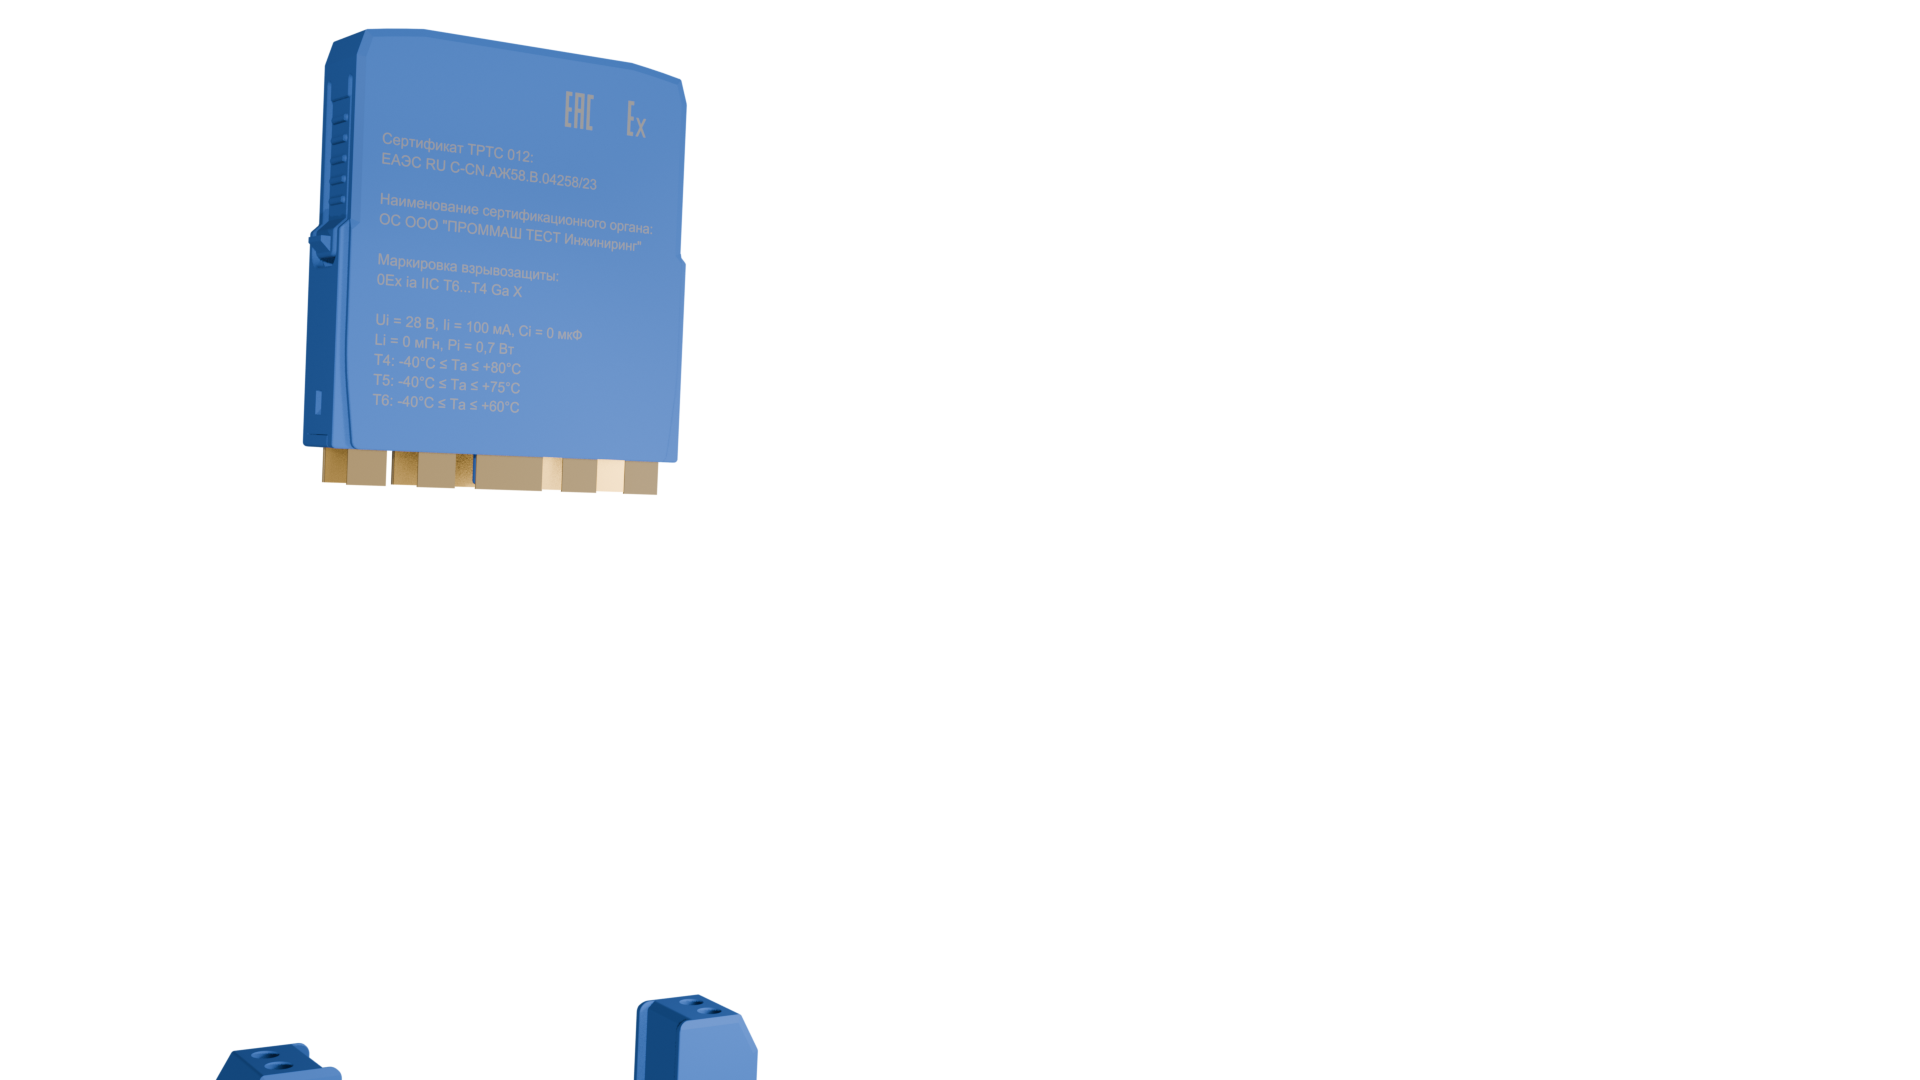 EAC Ex
Сертификат ТРТС 012:
ЕАЭС RU C-CN.АЖ58.В.04258/23
Наименование сертификационного органа:
ОС ООО "ПРОММАШ ТЕСТ Инжиниринг"
Маркировка взрывозащиты:
0Ex ia IIC T6...T4 Ga X
Ui = 28 В, Ii = 100 мА, Ci = 0 мкФ
Li = 0 мГн, Pi = 0,7 Вт
T4: -40°C ≤ Ta ≤ +80°C
T5: -40°C ≤ Ta ≤ +75°C
T6: -40°C ≤ Ta ≤ +60°C